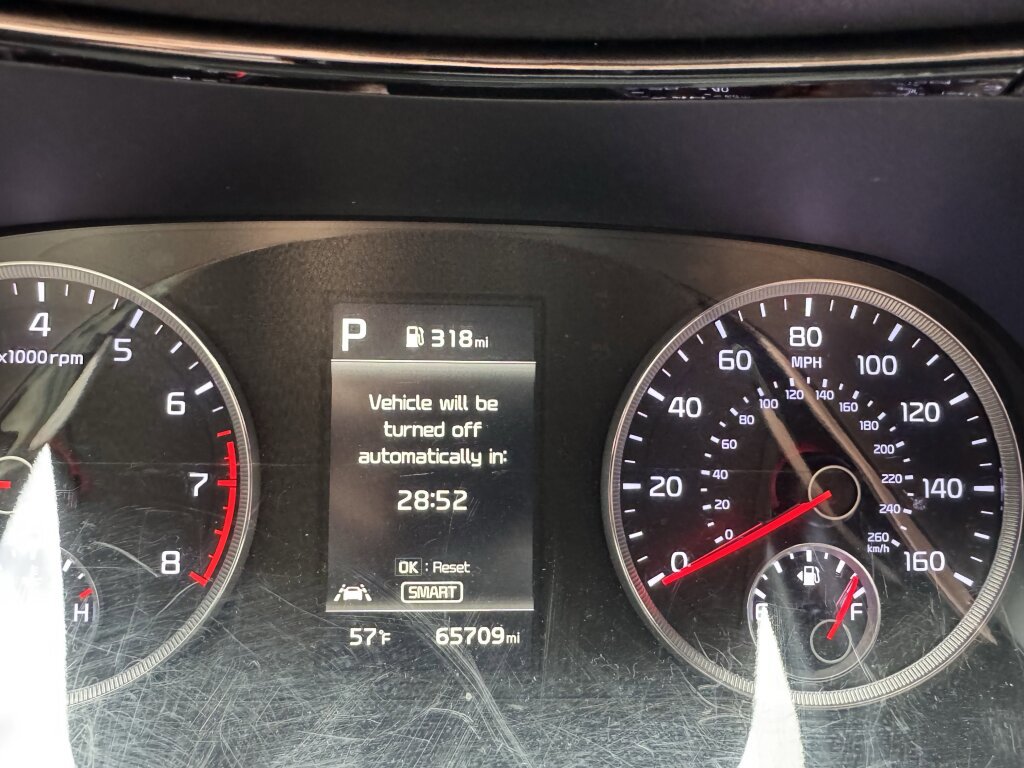 P 318mi
Vehicle will be
turned off
automatically in:
28:52
OK : Reset
SMART
57°F 65709mi
4
x1000rpm
5
6
7
8
H
0
20
40
60
80
MPH
100
120
140
160
0
20
40
60
80
100
120
140
160
180
200
220
240
260
km/h
E F